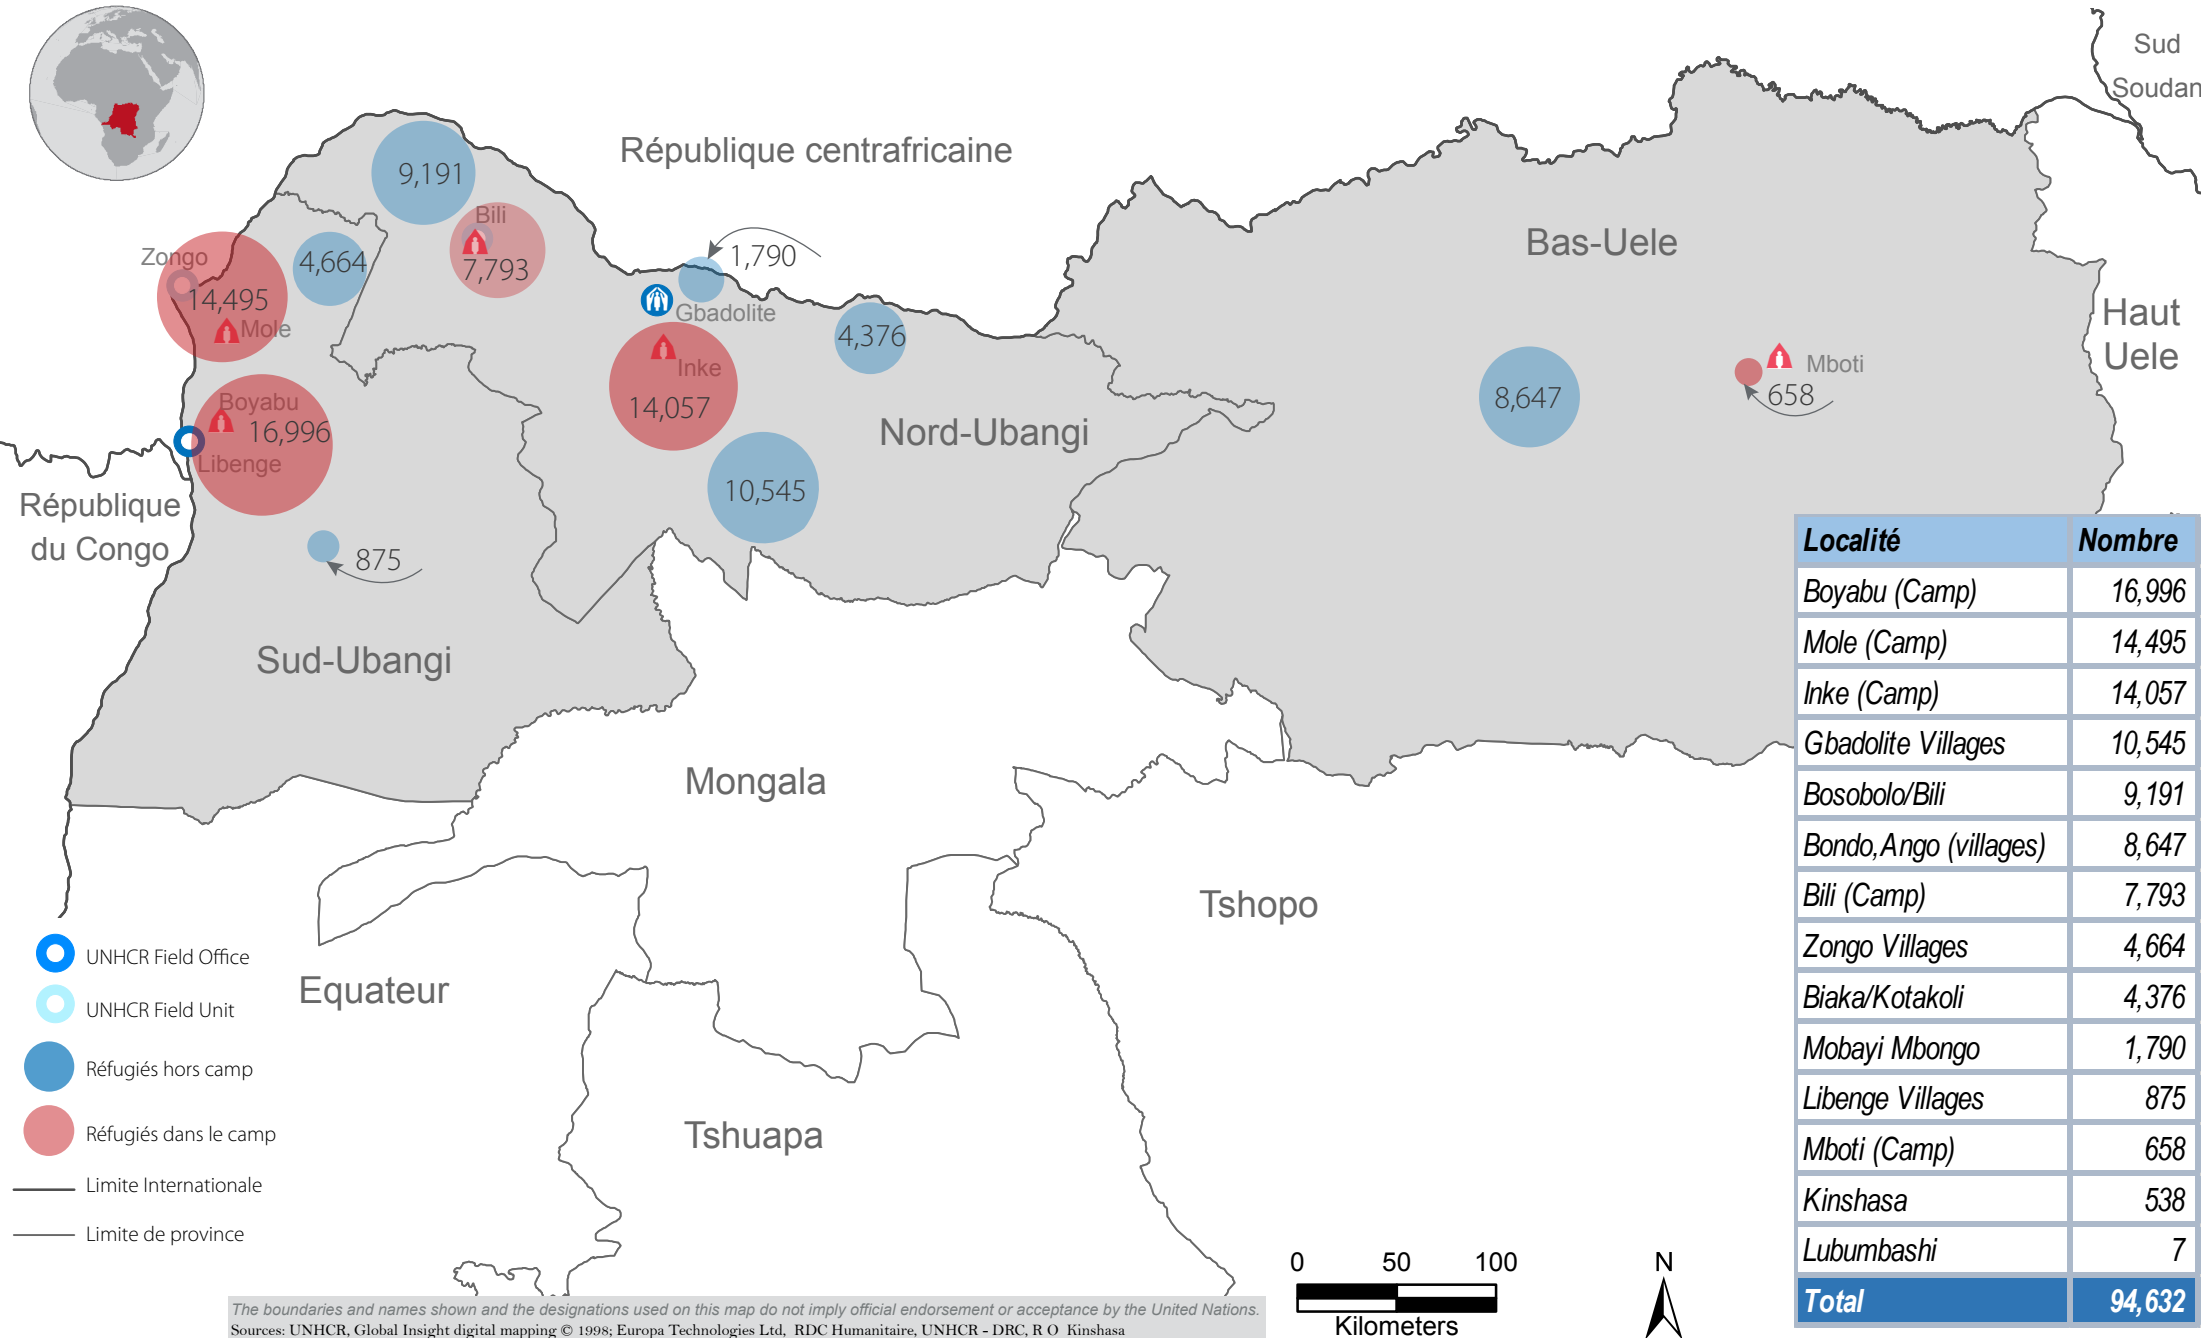 Sud
Soudan
République centrafricaine
9,191
Bili
7,793
1,790
Bas-Uele
Zongo
4,664
14,495
Mole
Gbadolite
4,376
Haut
Uele
Inke
14,057
Mboti
658
8,647
Boyabu
16,996
Libenge
Nord-Ubangi
10,545
République
du Congo
875
Sud-Ubangi
Mongala
Tshopo
Equateur
Tshuapa
Localité Nombre
Boyabu (Camp) 16,996
Mole (Camp) 14,495
Inke (Camp) 14,057
Gbadolite Villages 10,545
Bosobolo/Bili 9,191
Bondo,Ango (villages) 8,647
Bili (Camp) 7,793
Zongo Villages 4,664
Biaka/Kotakoli 4,376
Mobayi Mbongo 1,790
Libenge Villages 875
Mboti (Camp) 658
Kinshasa 538
Lubumbashi 7
Total 94,632
UNHCR Field Office
UNHCR Field Unit
Réfugiés hors camp
Réfugiés dans le camp
Limite Internationale
Limite de province
0 50 100
Kilometers
N
The boundaries and names shown and the designations used on this map do not imply official endorsement or acceptance by the United Nations.
Sources: UNHCR, Global Insight digital mapping © 1998; Europa Technologies Ltd, RDC Humanitaire, UNHCR - DRC, R O Kinshasa